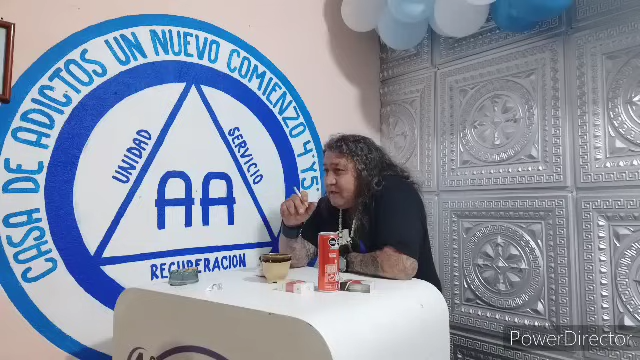 CASA DE ADICTOS UN NUEVO COMIENZO 4° Y 5°
UNIDAD
SERVICIO
AA
RECUPERACION
PowerDirector